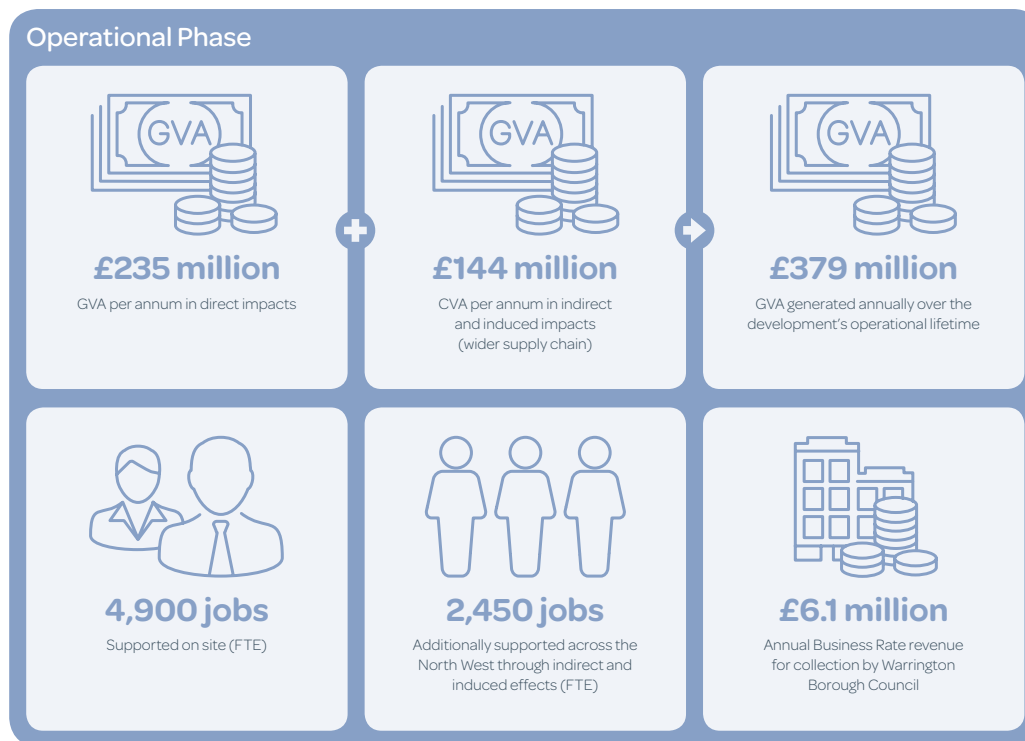 Operational Phase
GVA
£235 million
GVA per annum in direct impacts
GVA
£144 million
CVA per annum in indirect
and induced impacts
(wider supply chain)
GVA
£379 million
GVA generated annually over the
development's operational lifetime
4,900 jobs
Supported on site (FTE)
2,450 jobs
Additionally supported across the
North West through indirect and
induced effects (FTE)
£6.1 million
Annual Business Rate revenue
for collection by Warrington
Borough Council